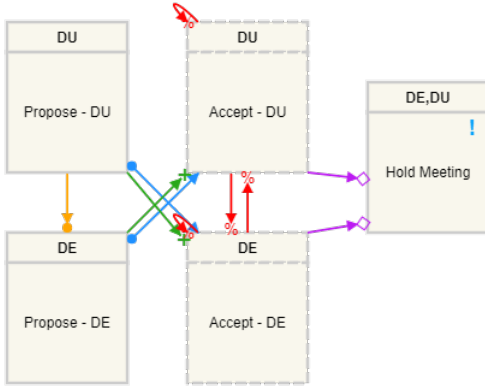 DU
Propose - DU
DU
Accept - DU
DE,DU
!
Hold Meeting
%
%
%
%
+
+
DE
Propose - DE
DE
Accept - DE